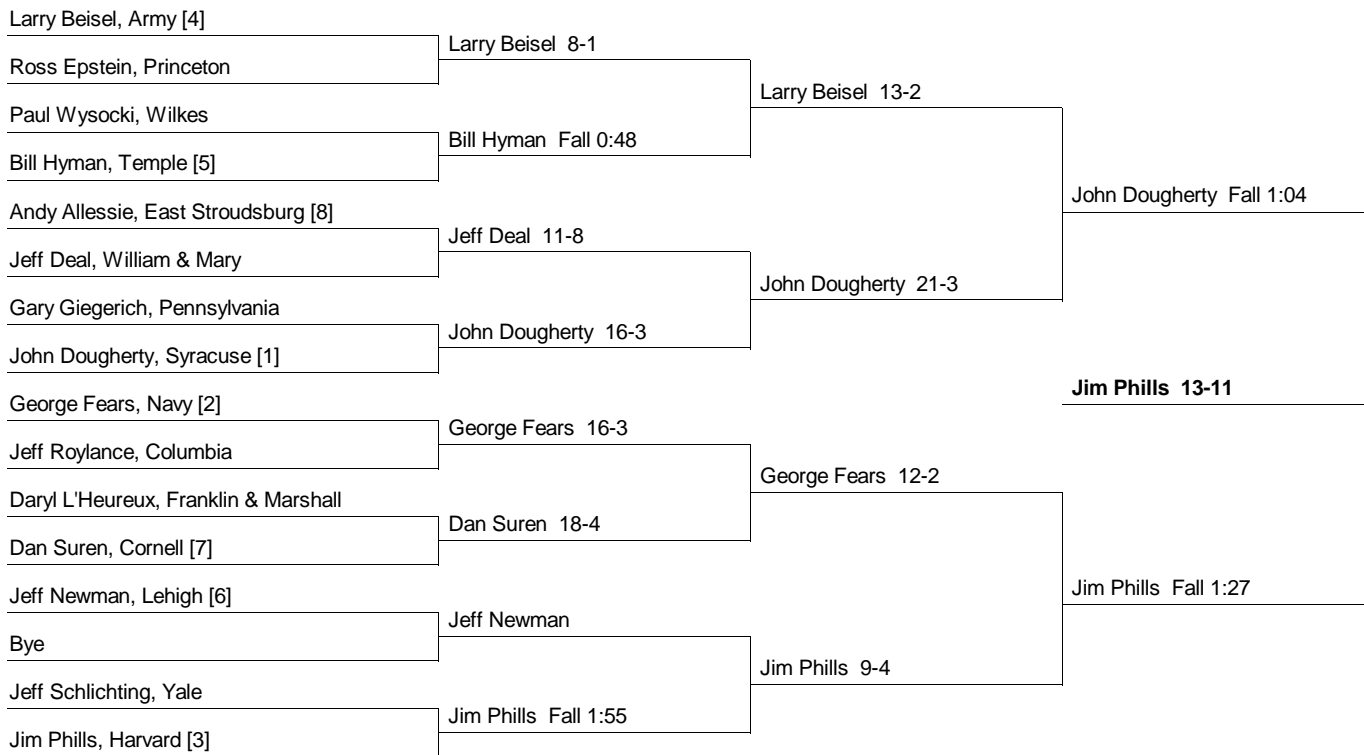 Larry Beisel, Army [4]
Ross Epstein, Princeton
Paul Wysocki, Wilkes
Bill Hyman, Temple [5]
Andy Allessie, East Stroudsburg [8]
Jeff Deal, William & Mary
Gary Giegerich, Pennsylvania
John Dougherty, Syracuse [1]
George Fears, Navy [2]
Jeff Roylance, Columbia
Daryl L'Heureux, Franklin & Marshall
Dan Suren, Cornell [7]
Jeff Newman, Lehigh [6]
Bye
Jeff Schlichting, Yale
Jim Phills, Harvard [3]
Larry Beisel 8-1
Bill Hyman Fall 0:48
Jeff Deal 11-8
John Dougherty 16-3
George Fears 16-3
Dan Suren 18-4
Jeff Newman
Jim Phills Fall 1:55
Larry Beisel 13-2
John Dougherty 21-3
George Fears 12-2
Jim Phills 9-4
John Dougherty Fall 1:04
Jim Phills 13-11
Jim Phills Fall 1:27